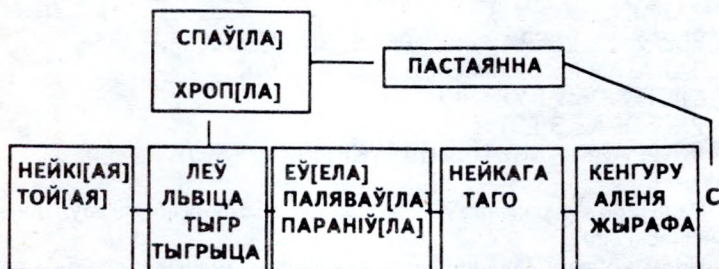 СПАЎ[ЛА]
ХРОП[ЛА]
ПАСТАЯННА
НЕЙКІ[АЯ]
ТОЙ[АЯ]
ЛЕЎ
ЛЬВІЦА
ТЫГР
ТЫГРЫЦА
ЕЎ[ЕЛА]
ПАЛЯВАЎ[ЛА]
ПАРАНІЎ[ЛА]
НЕЙКАГА
ТАГО
КЕНГУРУ
АЛЕНЯ
ЖЫРАФА
С